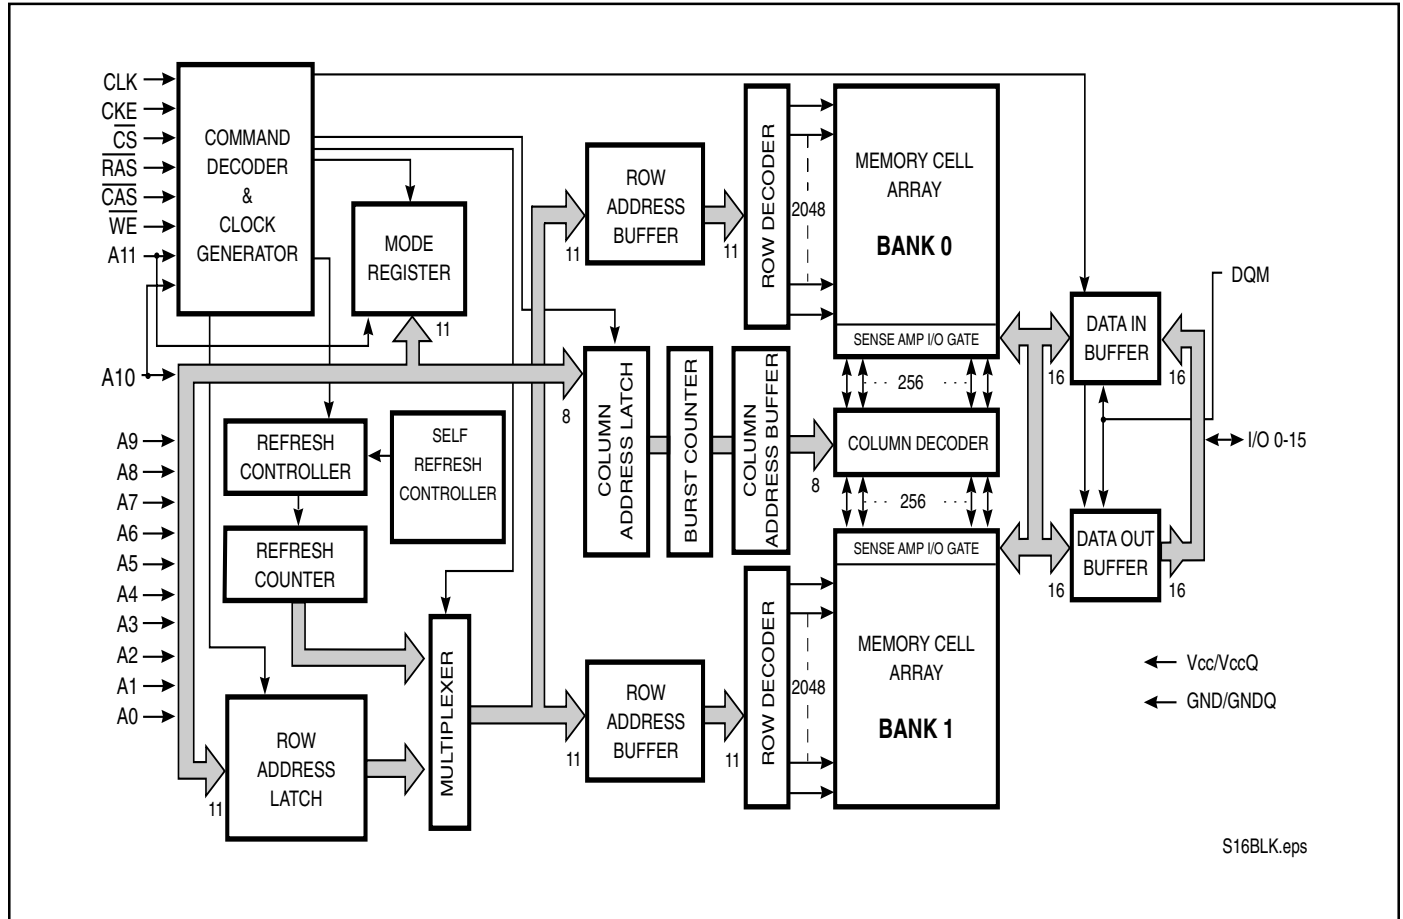 CLK
CKE
CS
RAS
CAS
WE
A11
A10
A9
A8
A7
A6
A5
A4
A3
A2
A1
A0
COMMAND
DECODER
&
CLOCK
GENERATOR
MODE
REGISTER
11
REFRESH
CONTROLLER
SELF
REFRESH
CONTROLLER
REFRESH
COUNTER
ROW
ADDRESS
LATCH
11
MULTIPLEXER
ROW
ADDRESS
BUFFER
11
11
ROW DECODER
2048
MEMORY CELL
ARRAY
BANK 0
SENSE AMP I/O GATE
COLUMN
ADDRESS LATCH
8
BURST COUNTER
COLUMN
ADDRESS BUFFER
8
256
COLUMN DECODER
256
ROW
ADDRESS
BUFFER
11
11
ROW DECODER
2048
SENSE AMP I/O GATE
MEMORY CELL
ARRAY
BANK 1
DQM
DATA IN
BUFFER
16
16
I/O 0-15
DATA OUT
BUFFER
16
16
Vcc/VccQ
GND/GNDQ
S16BLK.eps